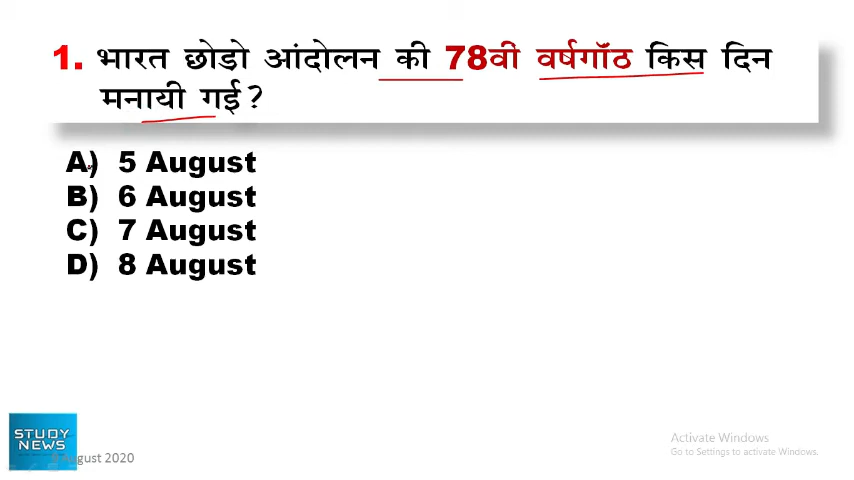 1. भारत छोड़ो आंदोलन की 78वीं वर्षगाँठ किस दिन
मनायी गई?
A) 5 August
B) 6 August
C) 7 August
D) 8 August
STUDY
NEWS
August 2020
Activate Windows
Go to Settings to activate Windows.